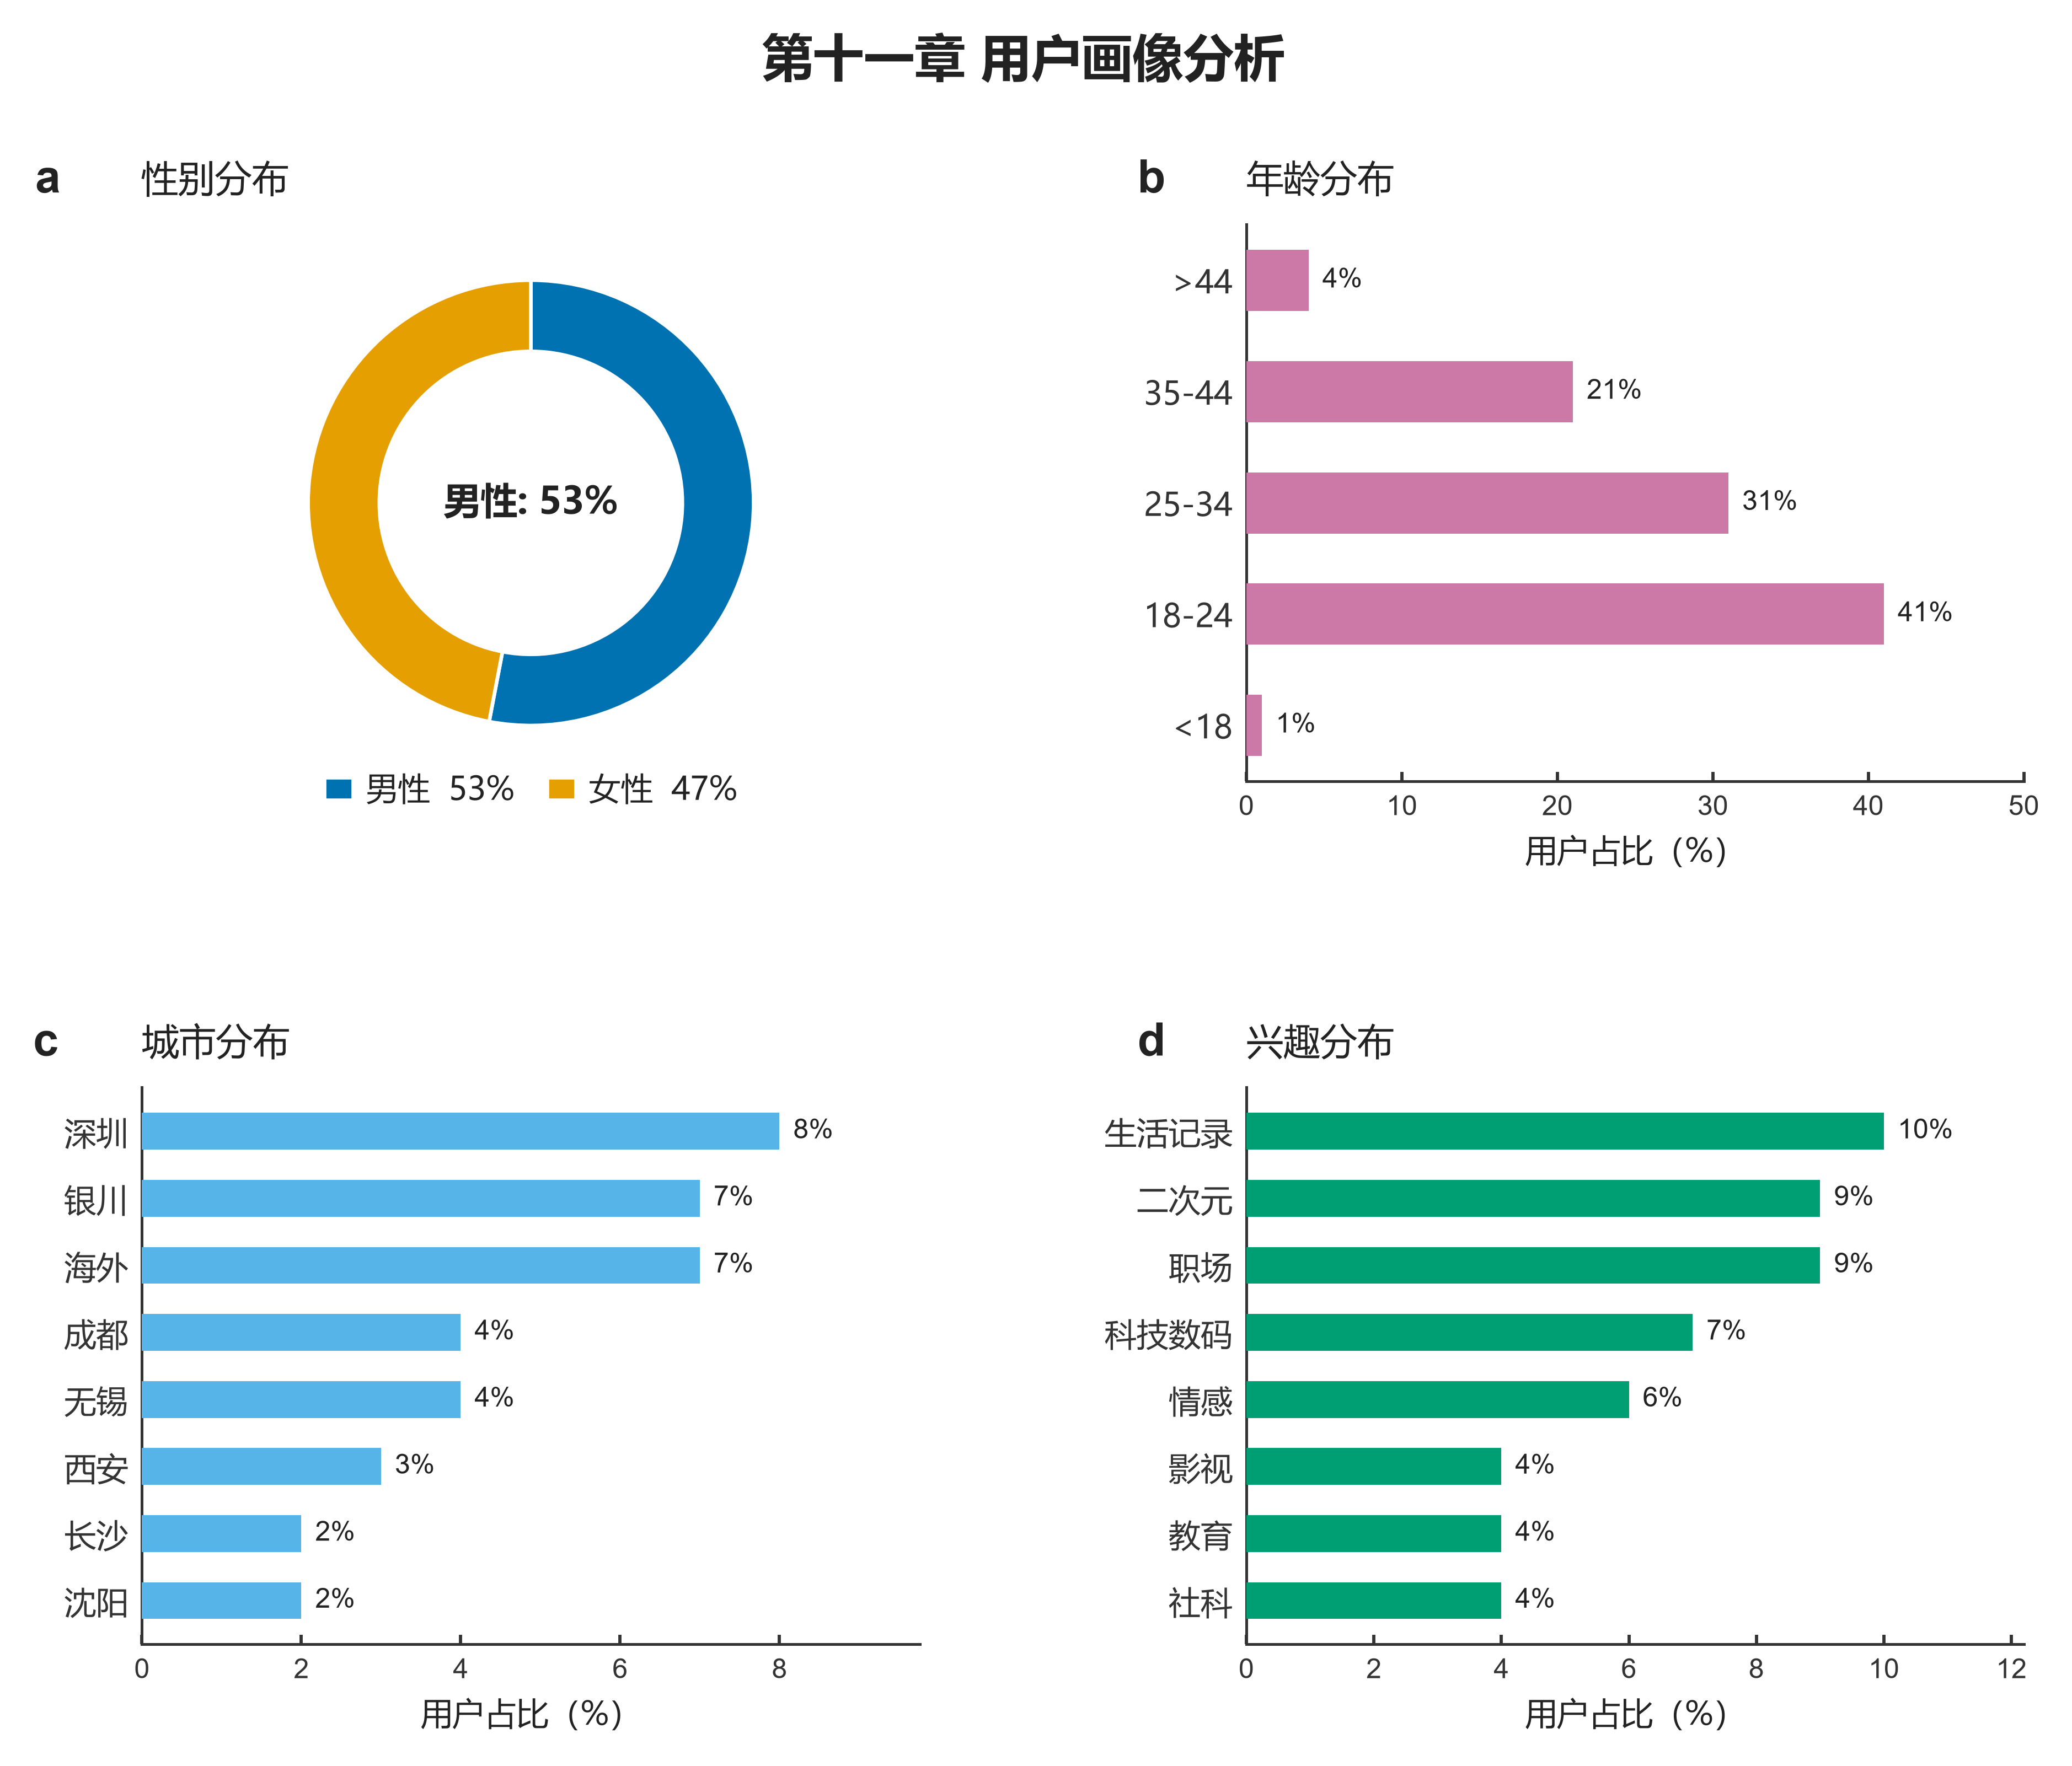 第十一章 用户画像分析
a 性别分布
男性: 53%
男性 53% 女性 47%
b 年龄分布
>44 4%
35-44 21%
25-34 31%
18-24 41%
<18 1%
0 10 20 30 40 50
用户占比（%）
c 城市分布
深圳 8%
银川 7%
海外 7%
成都 4%
无锡 4%
西安 3%
长沙 2%
沈阳 2%
0 2 4 6 8
用户占比（%）
d 兴趣分布
生活记录 10%
二次元 9%
职场 9%
科技数码 7%
情感 6%
影视 4%
教育 4%
社科 4%
0 2 4 6 8 10 12
用户占比（%）